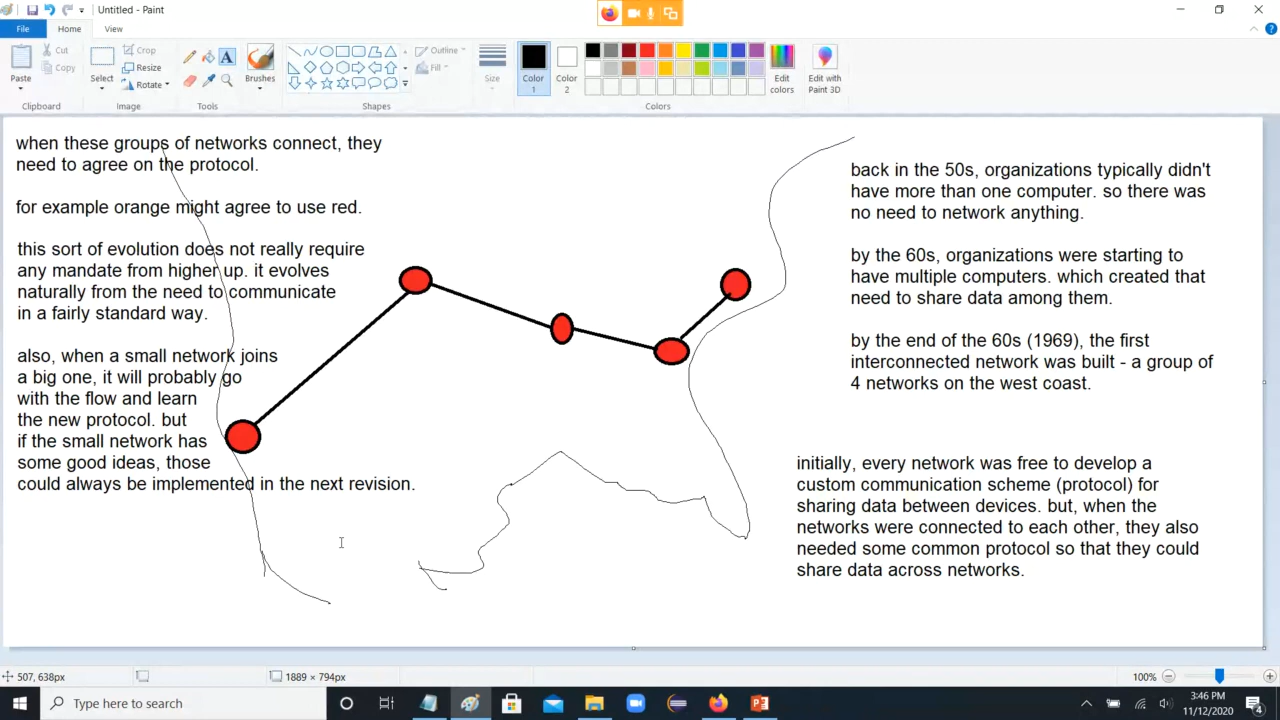 Untitled - Paint
File
Home
View
Paste
Cut
Copy
Clipboard
Select
Crop
Resize
Rotate
Image
A
Tools
Brushes
Shapes
Outline
Fill
Size
Color
1
Color
2
Colors
Edit
colors
Edit with
Paint 3D
when these groups of networks connect, they
need to agree on the protocol.
for example orange might agree to use red.
this sort of evolution does not really require
any mandate from higher up. it evolves
naturally from the need to communicate
in a fairly standard way.
also, when a small network joins
a big one, it will probably go
with the flow and learn
the new protocol. but
if the small network has
some good ideas, those
could always be implemented in the next revision.
back in the 50s, organizations typically didn't
have more than one computer. so there was
no need to network anything.
by the 60s, organizations were starting to
have multiple computers. which created that
need to share data among them.
by the end of the 60s (1969), the first
interconnected network was built - a group of
4 networks on the west coast.
initially, every network was free to develop a
custom communication scheme (protocol) for
sharing data between devices. but, when the
networks were connected to each other, they also
needed some common protocol so that they could
share data across networks.
507, 638px
1889 × 794px
100%
Type here to search
3:46 PM
11/12/2020
4